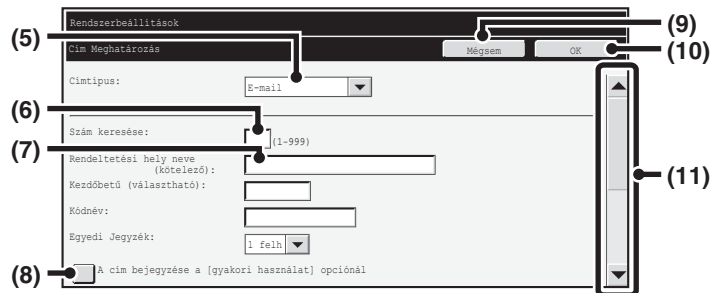 Rendszerbeállítások
(9)
(5)
Cím Meghatározás
Mégsem
OK
(10)
Címtípus:
E-mail
(6)
Szám keresése:
(1-999)
(7)
Rendeltetési hely neve
(kötelező):
(11)
Kezdőbetű (választható):
Kódnév:
Egyedi Jegyzék:
1 felh
(8)
A cím bejegyzése a [gyakori használat] opciónál